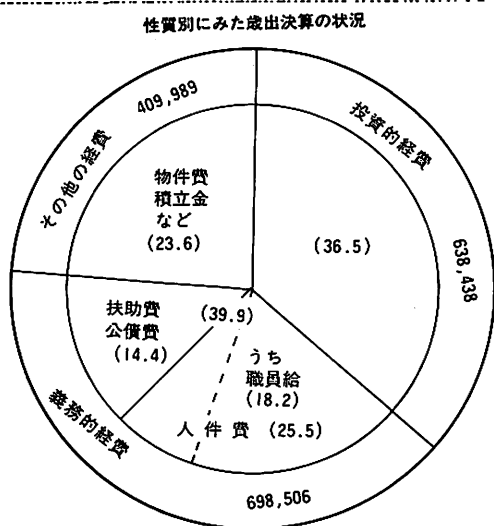 性質別にみた歳出決算の状況
投資的経費
638,438
(36.5)
その他の経費
409,989
物件費
積立金
など
(23.6)
義務的経費
698,506
(39.9)
扶助費
公債費
(14.4)
うち
職員給
(18.2)
人件費 (25.5)